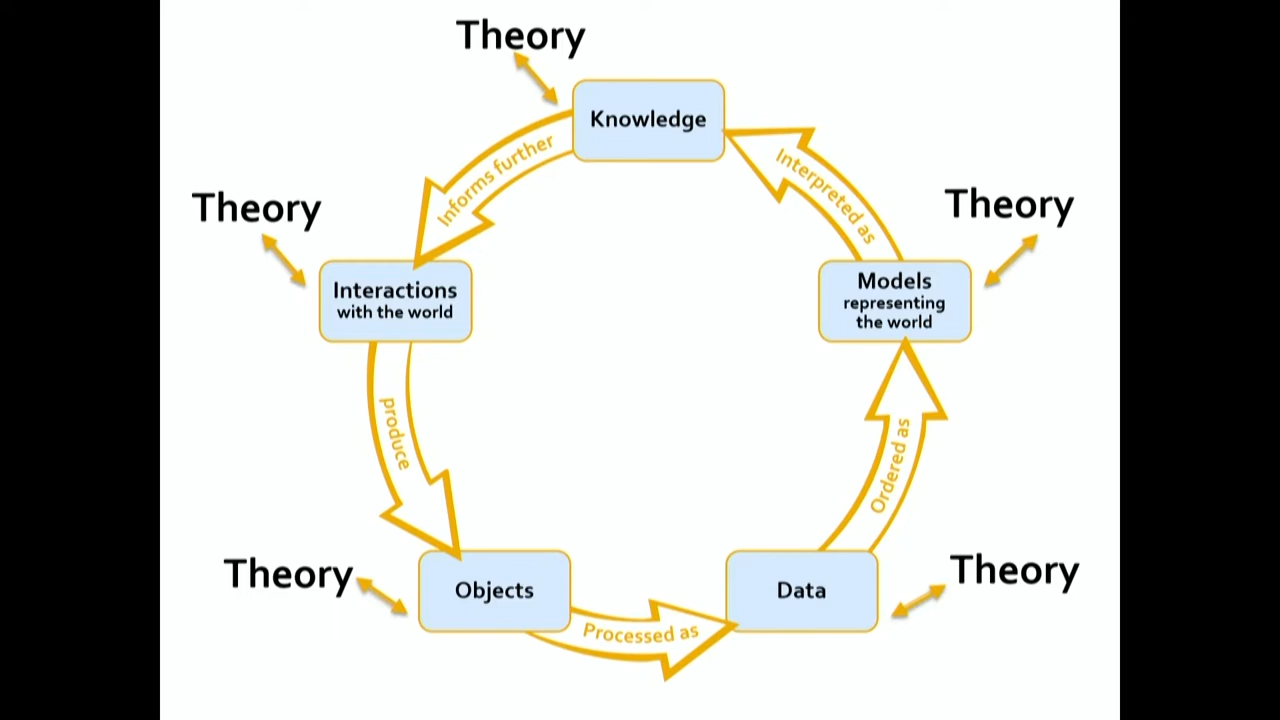 Theory
Knowledge
Informs further
Interpreted as
Theory
Theory
Interactions
with the world
Models
representing
the world
produce
Ordered as
Theory
Theory
Objects
Data
Processed as